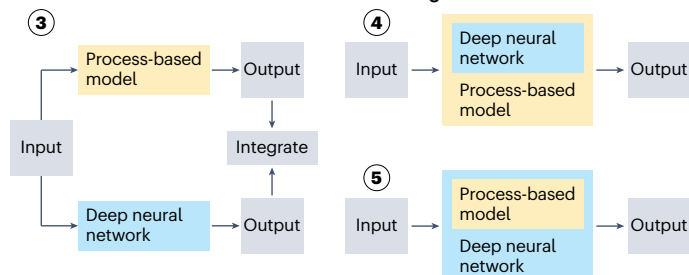 ③
Process-based
model
Output
Input
Integrate
Deep neural
network
Output
④
Input
Deep neural
network
Process-based
model
Output
⑤
Input
Process-based
model
Deep neural
network
Output